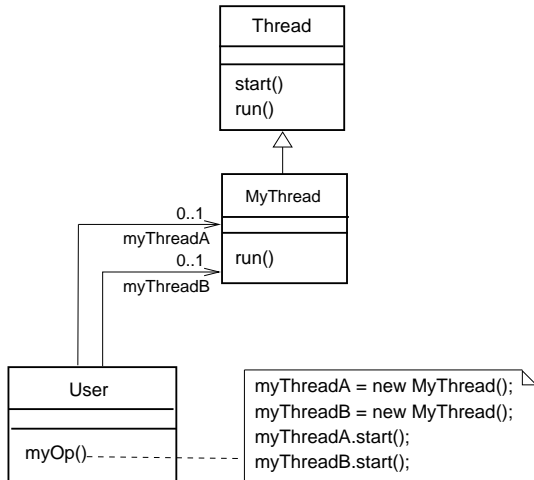 Thread
start()
run()
MyThread
run()
0..1
myThreadA
0..1
myThreadB
User
myOp()
myThreadA = new MyThread();
myThreadB = new MyThread();
myThreadA.start();
myThreadB.start();